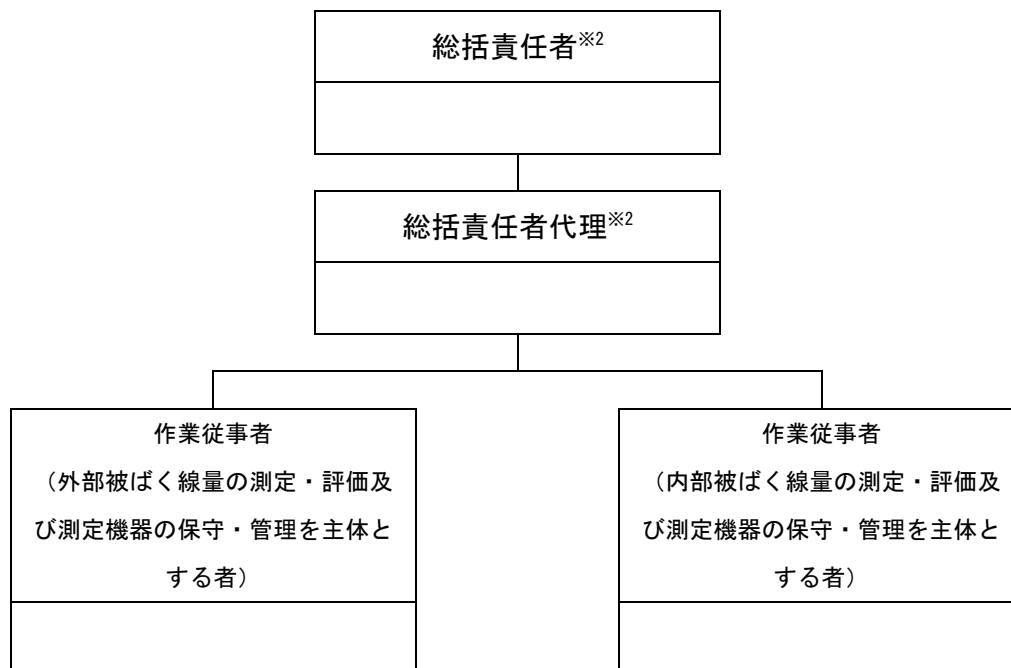 総括責任者※2
総括責任者代理※2
作業従事者
（外部被ばく線量の測定・評価及
び測定機器の保守・管理を主体と
する者）
作業従事者
（内部被ばく線量の測定・評価及
び測定機器の保守・管理を主体と
する者）